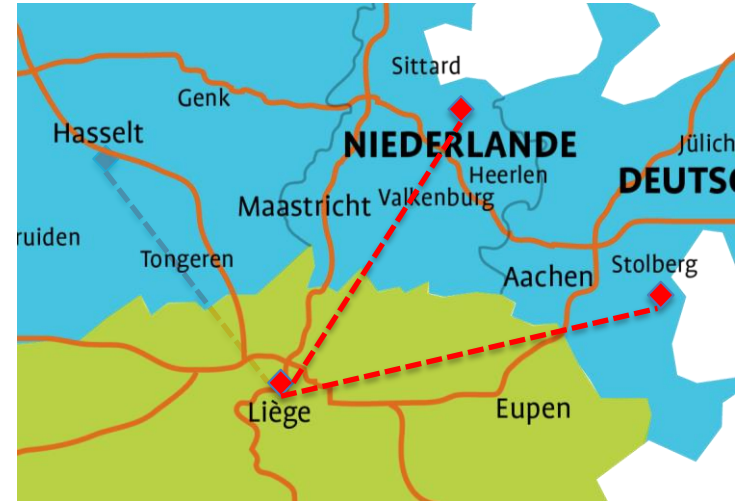 Sittard
Genk
Hasselt
NIEDERLANDE
Jülich
Heerlen
DEUTSC
Maastricht
Valkenburg
ruiden
Tongeren
Aachen
Stolberg
Liège
Eupen